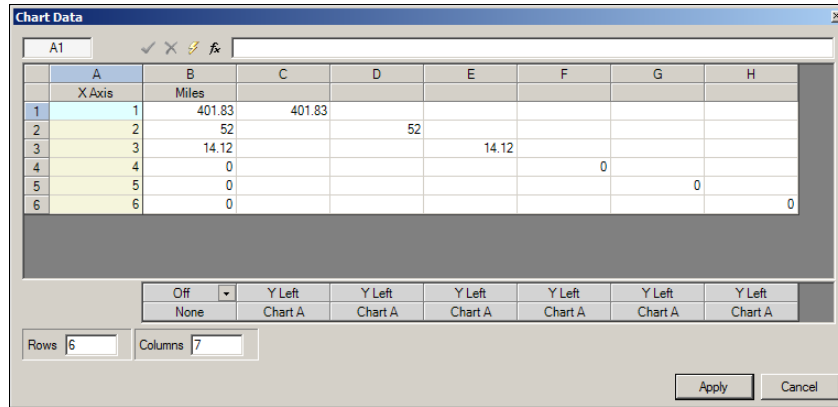 Chart Data
A1 fx
A B C D E F G H
X Axis Miles
1 1 401.83 401.83
2 2 52 52
3 3 14.12 14.12
4 4 0 0
5 5 0 0
6 6 0 0
Off Y Left Y Left Y Left Y Left Y Left Y Left
None Chart A Chart A Chart A Chart A Chart A Chart A
Rows 6 Columns 7
Apply Cancel